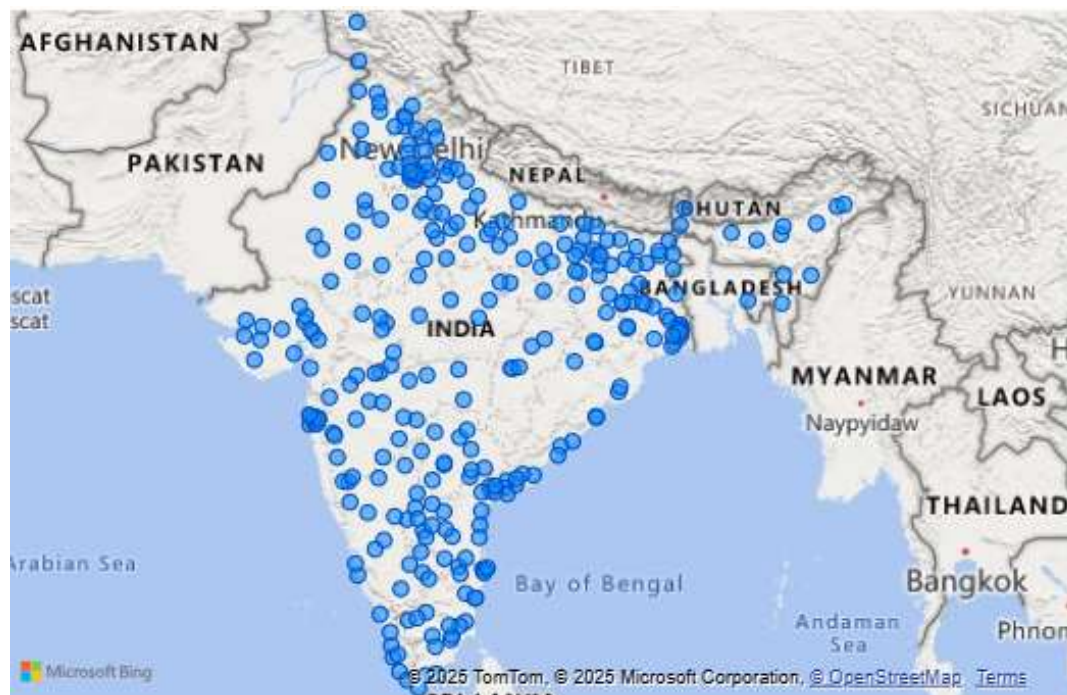 AFGHANISTAN
TIBET
SICHUAN
New Delhi
PAKISTAN
NEPAL
Kathmandu
BHUTAN
scat
scat
BANGLADESH
YUNNAN
INDIA
H
MYANMAR
LAOS
Naypyidaw
THAILAND
Arabian Sea
Bay of Bengal
Bangkok
Andaman
Sea
Phnom
Microsoft Bing
© 2025 TomTom, © 2025 Microsoft Corporation, © OpenStreetMap Terms